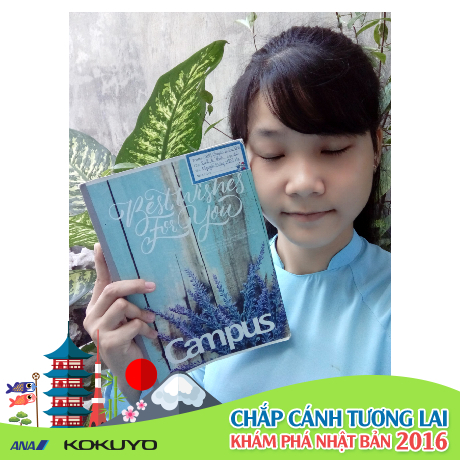 Best Wishes
For You
Campus
ANA
KOKUYO
CHẮP CÁNH TƯƠNG LAI
KHÁM PHÁ NHẬT BẢN 2016